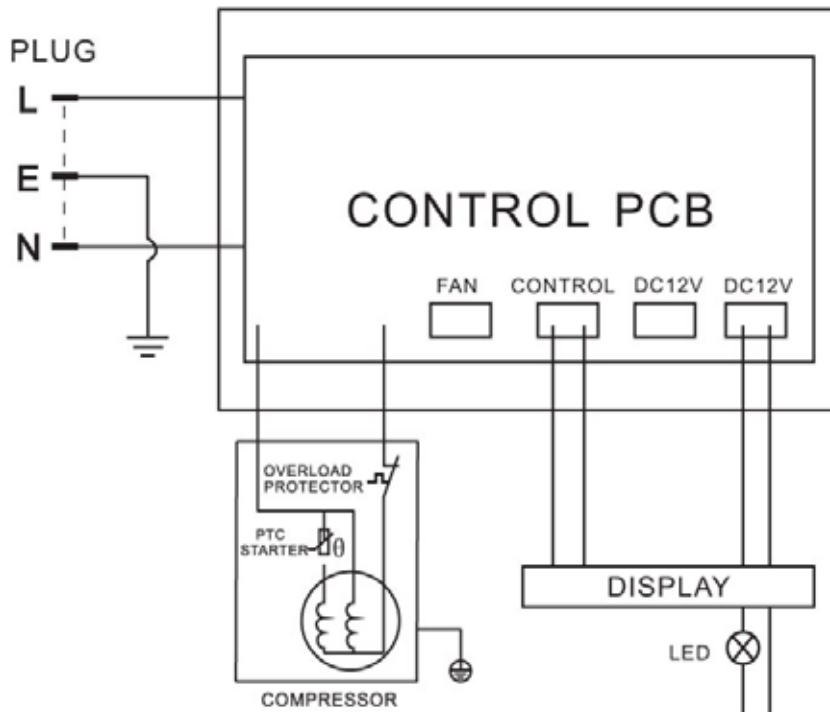 PLUG
L
E
N
CONTROL PCB
FAN
CONTROL
DC12V
DC12V
OVERLOAD
PROTECTOR
PTC
STARTER
θ
COMPRESSOR
DISPLAY
LED